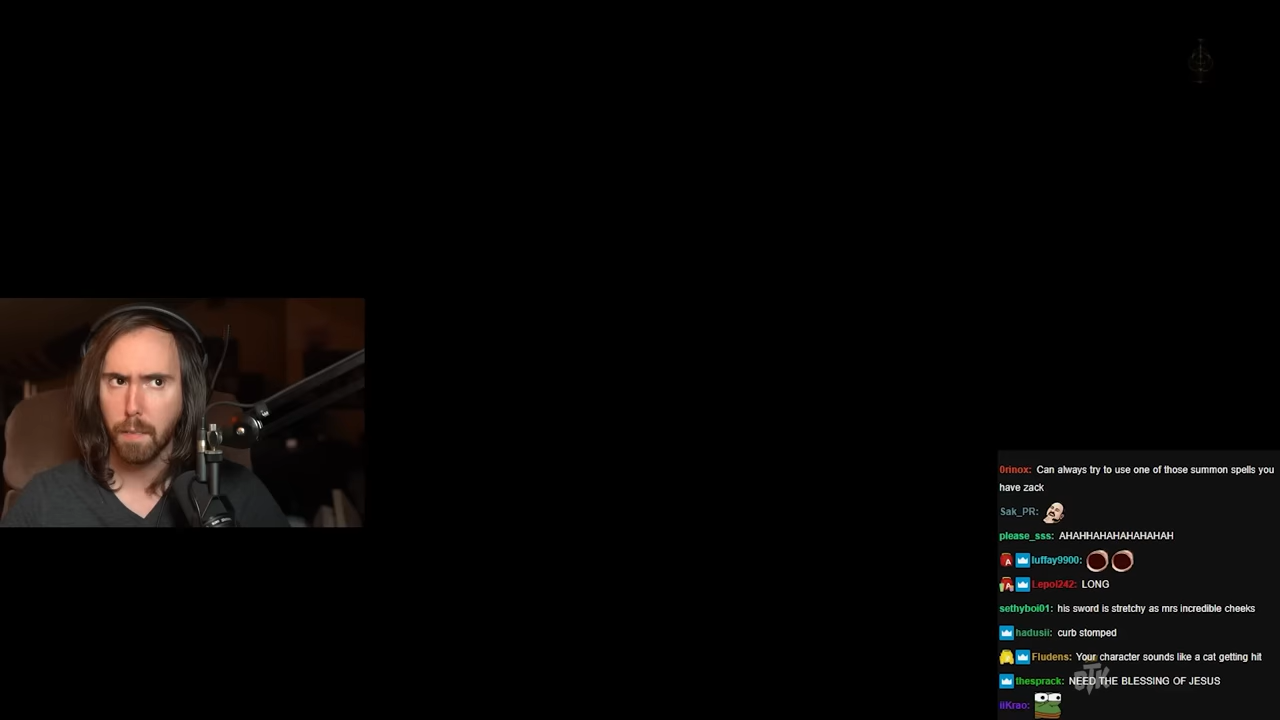 0rinox: Can always try to use one of those summon spells you
have zack
Sak_PR:
please_sss: AHAHHAHAHAHAHAHAH
luffay9900:
Lepol242: LONG
sethyboi01: his sword is stretchy as mrs incredible cheeks
hadusii: curb stomped
Fludens: Your character sounds like a cat getting hit
thesprack: NEED THE BLESSING OF JESUS
iiKrao: